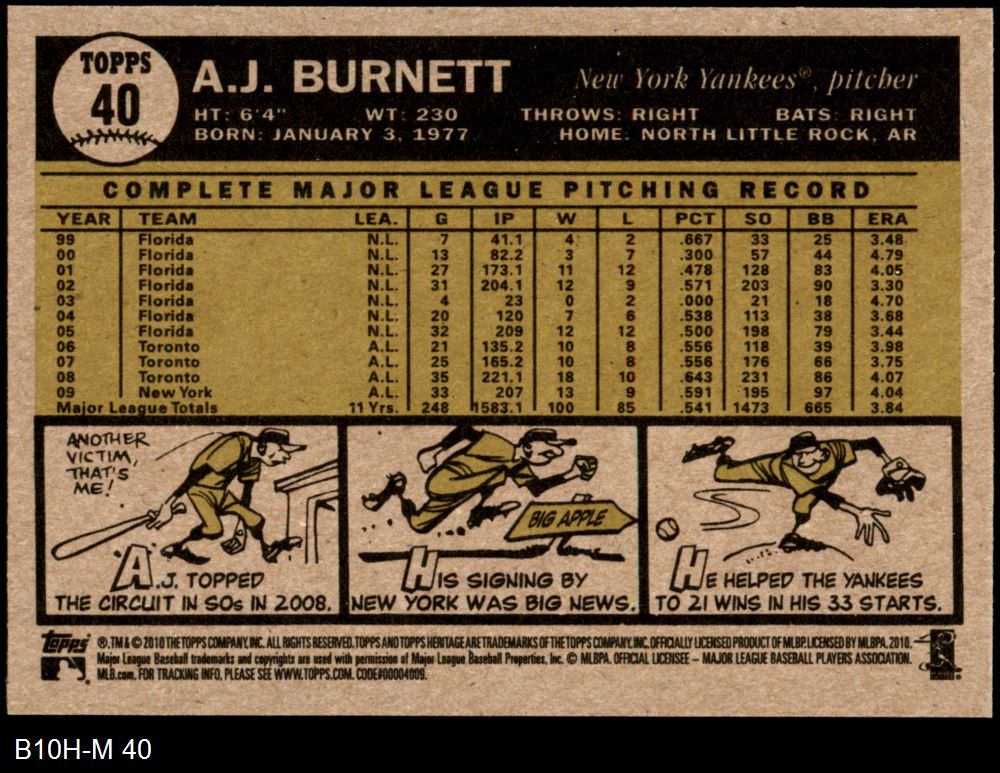 TOPPS
40
A.J. BURNETT
New York Yankees®, pitcher
HT: 6'4" WT: 230 THROWS: RIGHT BATS: RIGHT
BORN: JANUARY 3, 1977 HOME: NORTH LITTLE ROCK, AR
COMPLETE MAJOR LEAGUE PITCHING RECORD
YEAR TEAM LEA. G IP W L PCT SO BB ERA
99 Florida N.L. 7 41.1 4 2 .667 33 25 3.48
00 Florida N.L. 13 82.2 3 7 .300 57 44 4.79
01 Florida N.L. 27 173.1 11 12 .478 128 83 4.05
02 Florida N.L. 31 204.1 12 9 .571 203 90 3.30
03 Florida N.L. 4 23 0 2 .000 21 18 4.70
04 Florida N.L. 20 120 7 6 .538 113 38 3.68
05 Florida N.L. 32 209 12 12 .500 198 79 3.44
06 Toronto A.L. 21 135.2 10 8 .556 118 39 3.98
07 Toronto A.L. 25 165.2 10 8 .556 176 66 3.75
08 Toronto A.L. 35 221.1 18 10 .643 231 86 4.07
09 New York A.L. 33 207 13 9 .591 195 97 4.04
Major League Totals 11 Yrs. 248 1583.1 100 85 .541 1473 665 3.84
ANOTHER
VICTIM,
THAT'S
ME!
A.J. TOPPED
THE CIRCUIT IN SOs IN 2008.
BIG APPLE
HIS SIGNING BY
NEW YORK WAS BIG NEWS.
HE HELPED THE YANKEES
TO 21 WINS IN HIS 33 STARTS.
Topps ®, TM & © 2010 THE TOPPS COMPANY, INC. ALL RIGHTS RESERVED. TOPPS AND TOPPS HERITAGE ARE TRADEMARKS OF THE TOPPS COMPANY, INC. OFFICIALLY LICENSED PRODUCT OF MLBP. LICENSED BY MLBPA, 2010.
Major League Baseball trademarks and copyrights are used with permission of Major League Baseball Properties, Inc. © MLBPA. OFFICIAL LICENSEE – MAJOR LEAGUE BASEBALL PLAYERS ASSOCIATION.
MLB.com. FOR TRACKING INFO, PLEASE SEE WWW.TOPPS.COM. CODE#00004009.
B10H-M 40